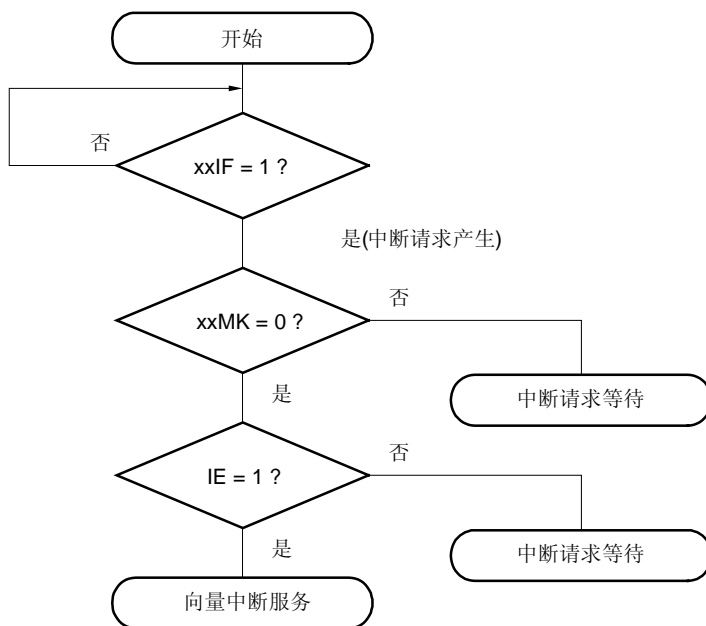 开始
否
xxIF = 1 ?
是(中断请求产生)
xxMK = 0 ?
否
是
中断请求等待
IE = 1 ?
否
是
中断请求等待
向量中断服务